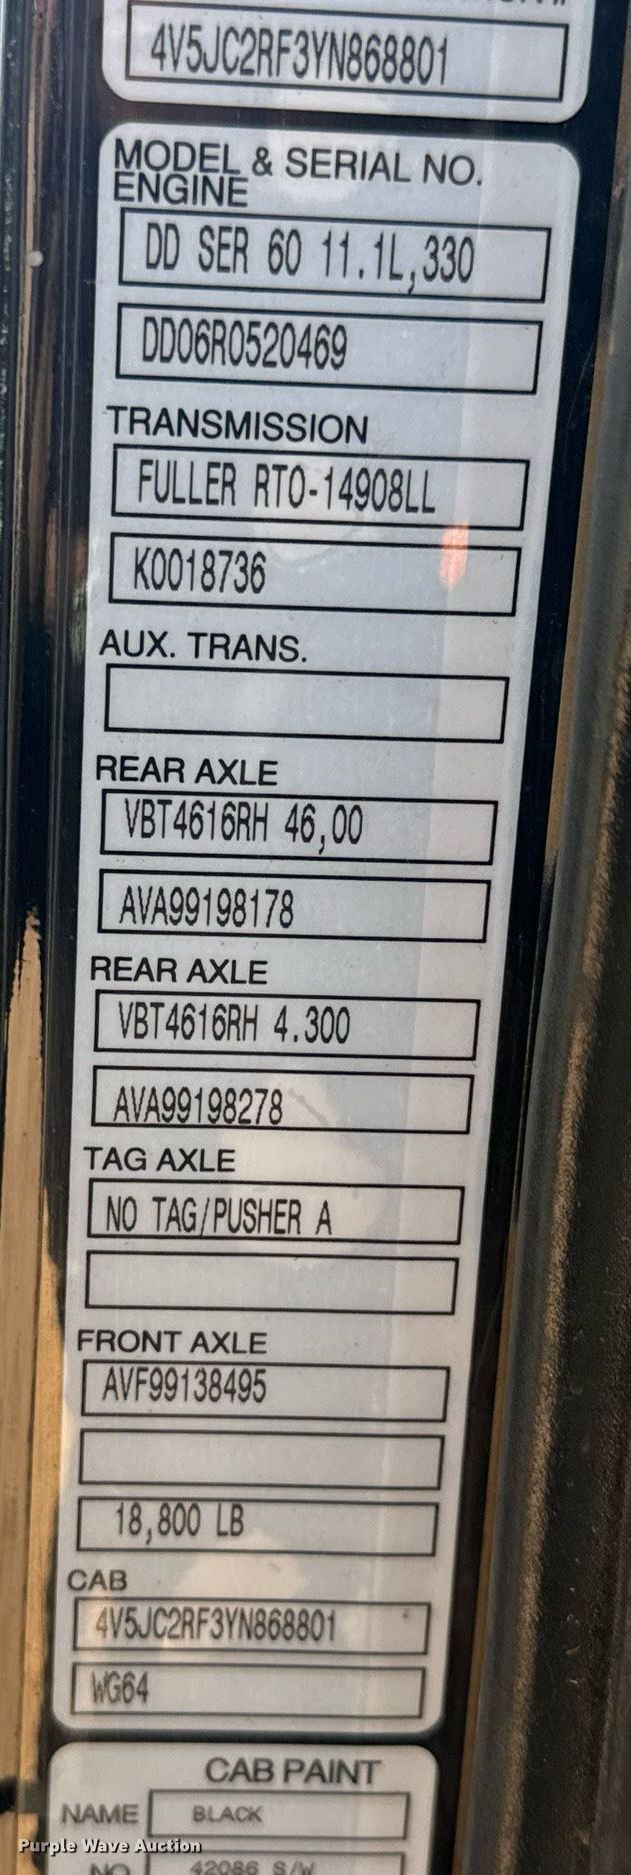 4V5JC2RF3YN868801
MODEL & SERIAL NO.
ENGINE
DD SER 60 11.1L,330
DD06R0520469
TRANSMISSION
FULLER RTO-14908LL
K0018736
AUX. TRANS.
REAR AXLE
VBT4616RH 46,00
AVA99198178
REAR AXLE
VBT4616RH 4.300
AVA99198278
TAG AXLE
NO TAG/PUSHER A
FRONT AXLE
AVF99138495
18,800 LB
CAB
4V5JC2RF3YN868801
WG64
CAB PAINT
NAME BLACK
NO 42086 S/W
Purple Wave Auction